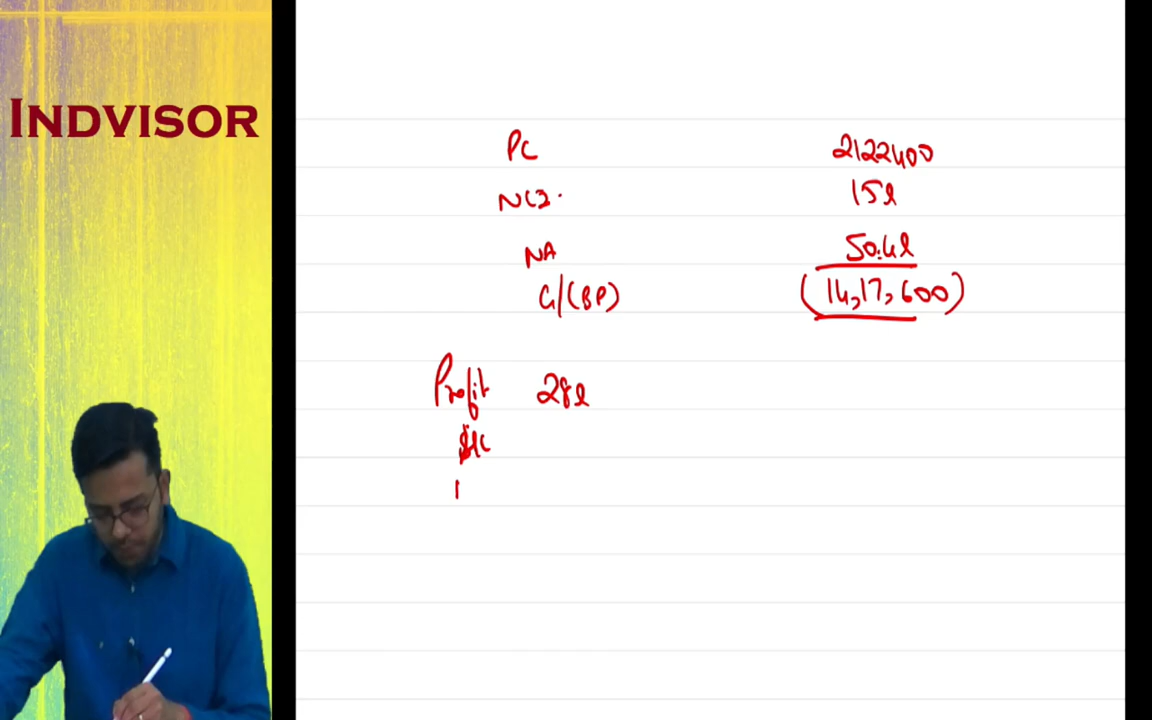 INDVISOR
PC 2122400
NCI. 15l
NA 50.4l
G/(BP) (14,17,600)
Profit 28l